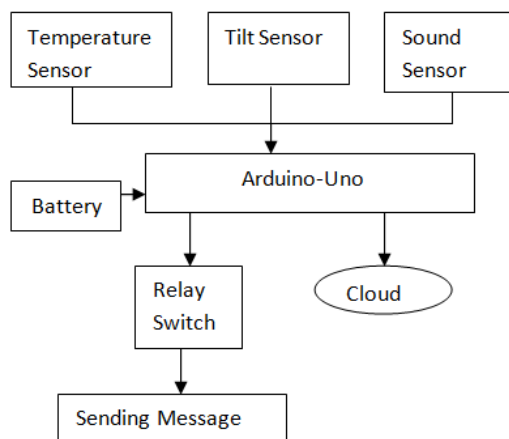 Temperature
Sensor
Tilt Sensor
Sound
Sensor
Arduino-Uno
Battery
Relay
Switch
Cloud
Sending Message